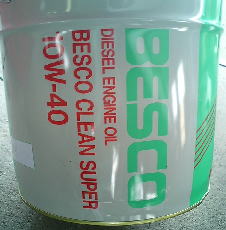 BESCO
DIESEL ENGINE OIL
BESCO CLEAN SUPER
10W-40